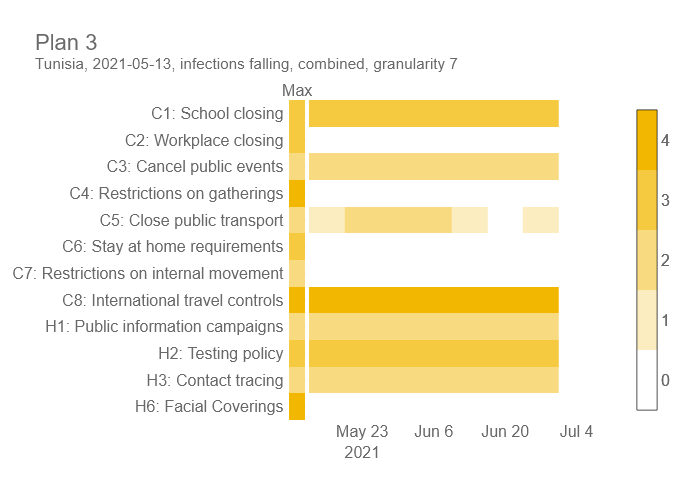 Plan 3
Tunisia, 2021-05-13, infections falling, combined, granularity 7
Max
C1: School closing
C2: Workplace closing
C3: Cancel public events
C4: Restrictions on gatherings
C5: Close public transport
C6: Stay at home requirements
C7: Restrictions on internal movement
C8: International travel controls
H1: Public information campaigns
H2: Testing policy
H3: Contact tracing
H6: Facial Coverings
May 23 Jun 6 Jun 20 Jul 4
2021
4
3
2
1
0